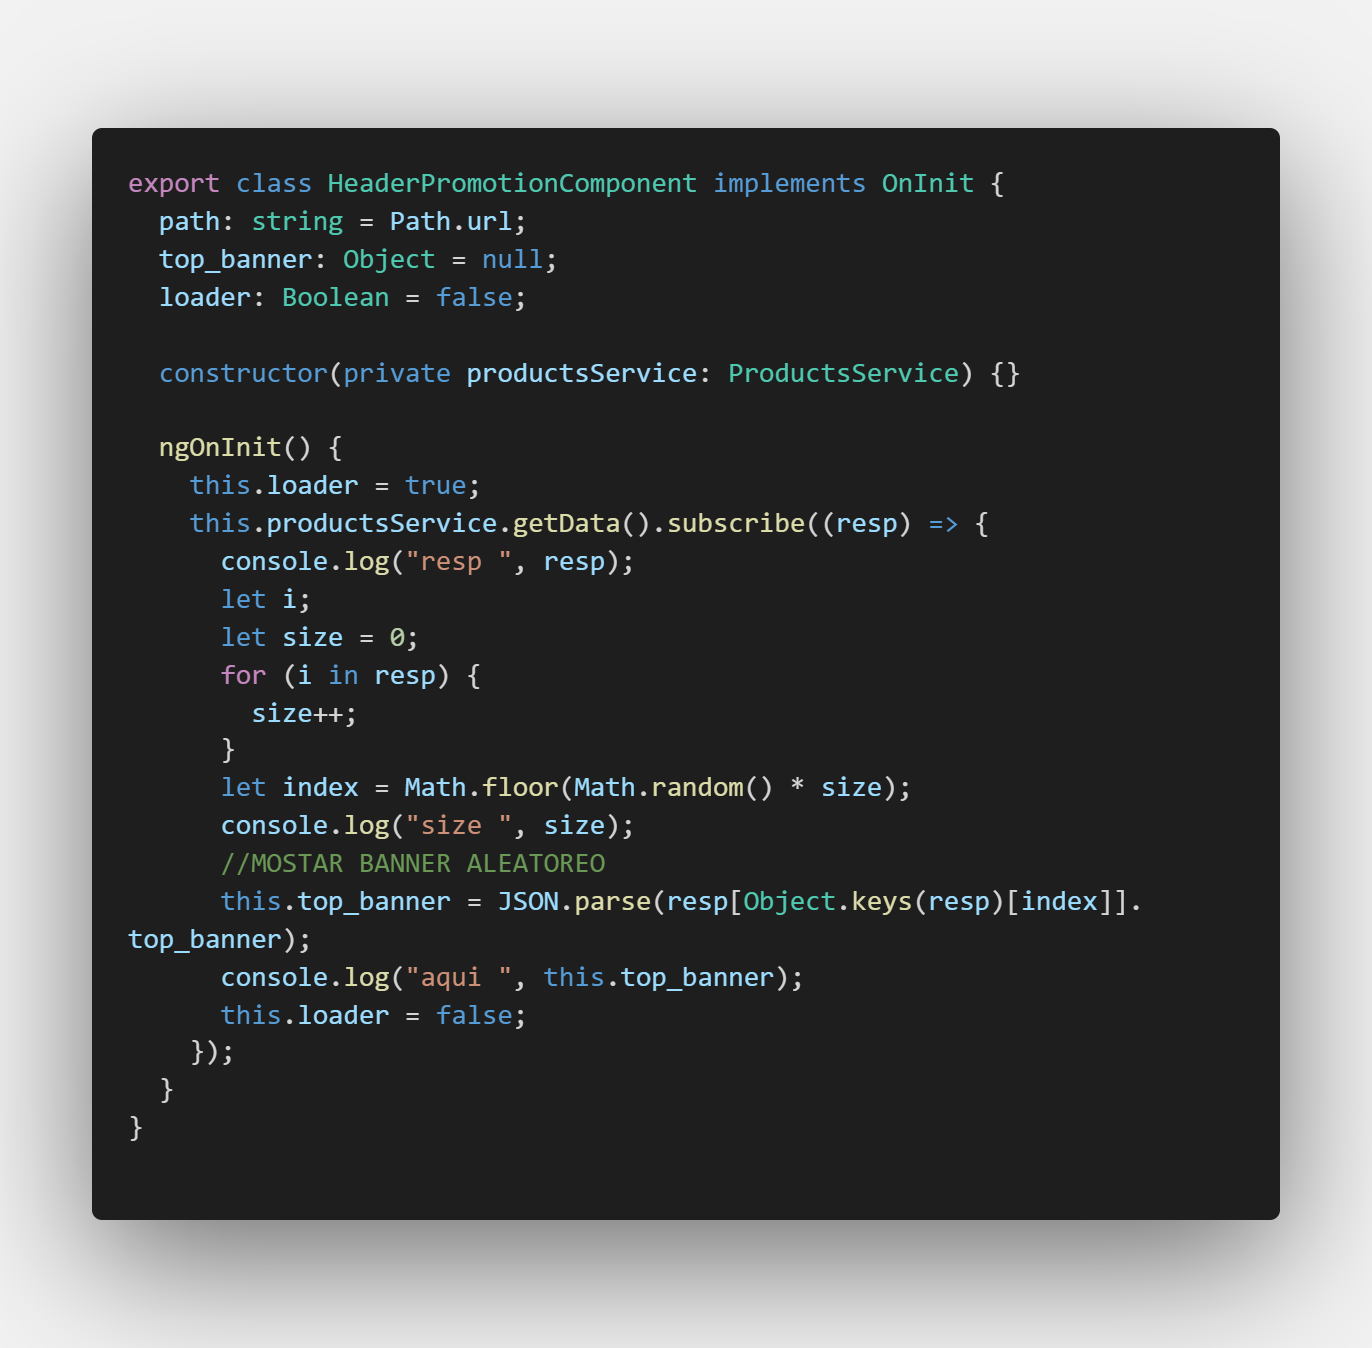 export class HeaderPromotionComponent implements OnInit {
  path: string = Path.url;
  top_banner: Object = null;
  loader: Boolean = false;

  constructor(private productsService: ProductsService) {}

  ngOnInit() {
    this.loader = true;
    this.productsService.getData().subscribe((resp) => {
      console.log("resp ", resp);
      let i;
      let size = 0;
      for (i in resp) {
        size++;
      }
      let index = Math.floor(Math.random() * size);
      console.log("size ", size);
      //MOSTAR BANNER ALEATOREO
      this.top_banner = JSON.parse(resp[Object.keys(resp)[index]].
top_banner);
      console.log("aqui ", this.top_banner);
      this.loader = false;
    });
  }
}